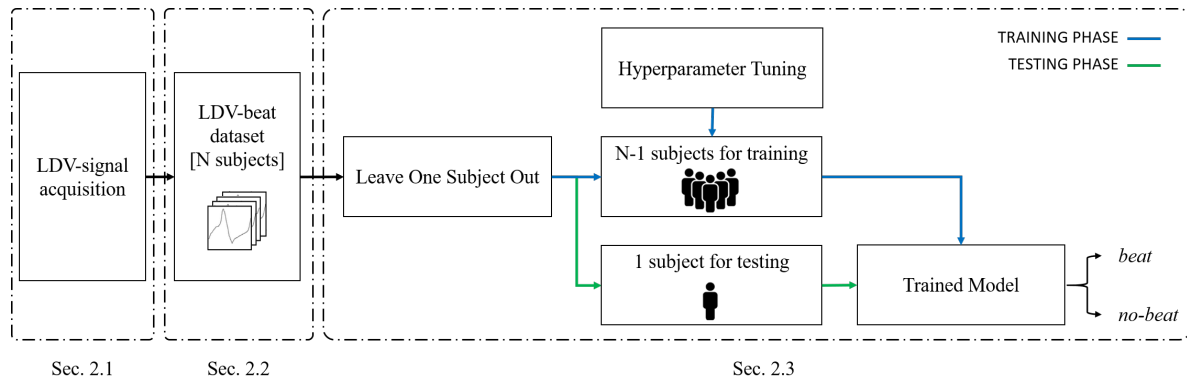 TRAINING PHASE
TESTING PHASE
LDV-signal
acquisition
LDV-beat
dataset
[N subjects]
Leave One Subject Out
Hyperparameter Tuning
N-1 subjects for training
1 subject for testing
Trained Model
beat
no-beat
Sec. 2.1
Sec. 2.2
Sec. 2.3